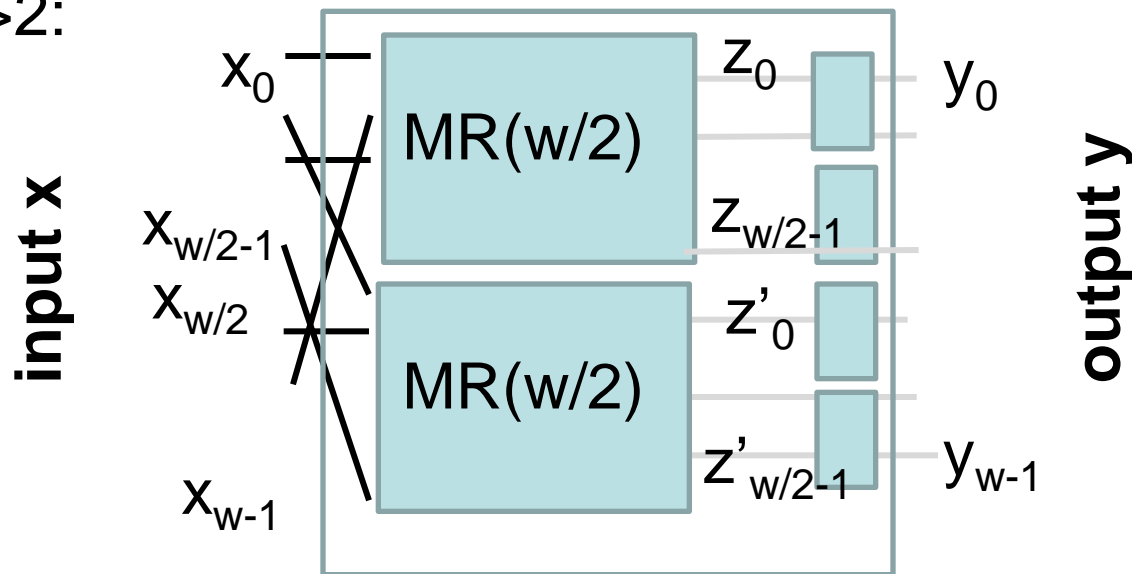 >2:
input x
x0
xw/2-1
xw/2
xw-1
MR(w/2)
MR(w/2)
z0
zw/2-1
z’0
z’w/2-1
y0
yw-1
output y